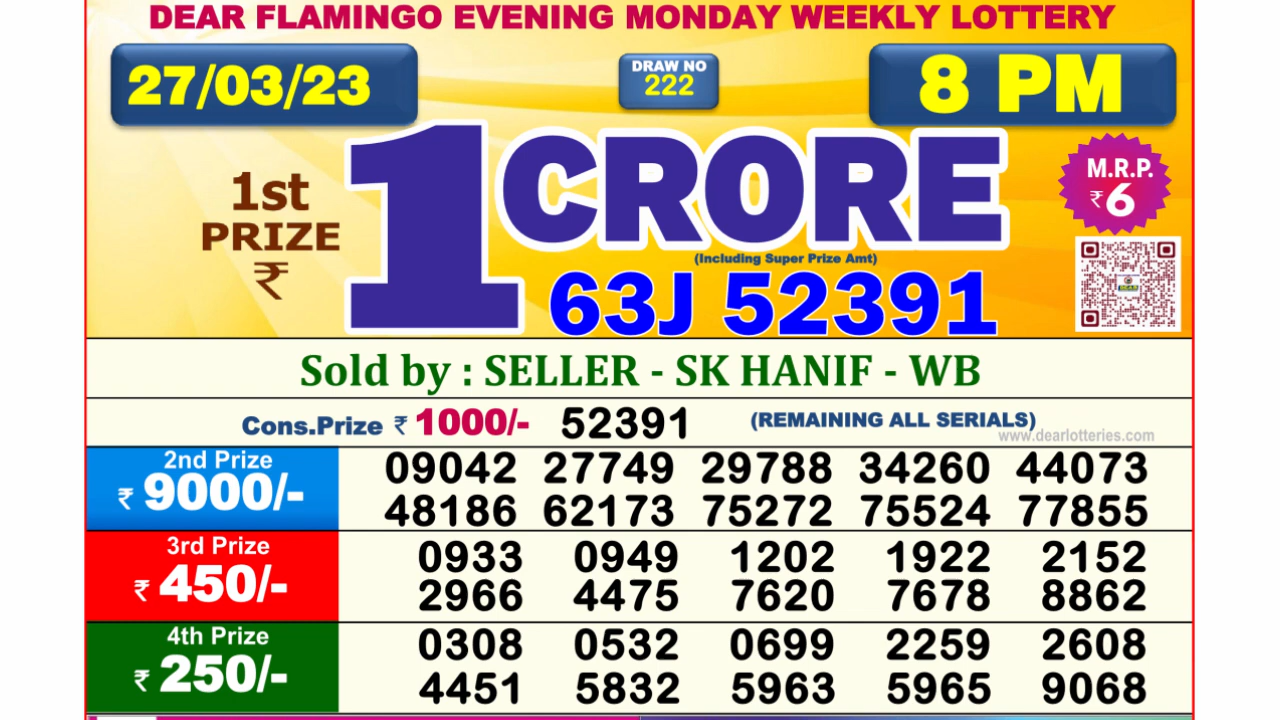 DEAR FLAMINGO EVENING MONDAY WEEKLY LOTTERY
27/03/23
DRAW NO
222
8 PM
1st
PRIZE
₹
1 CRORE
(Including Super Prize Amt)
63J 52391
M.R.P.
₹6
Sold by : SELLER - SK HANIF - WB
Cons.Prize ₹ 1000/- 52391 (REMAINING ALL SERIALS)
www.dearlotteries.com
2nd Prize
₹ 9000/-
09042 27749 29788 34260 44073
48186 62173 75272 75524 77855
3rd Prize
₹ 450/-
0933 0949 1202 1922 2152
2966 4475 7620 7678 8862
4th Prize
₹ 250/-
0308 0532 0699 2259 2608
4451 5832 5963 5965 9068